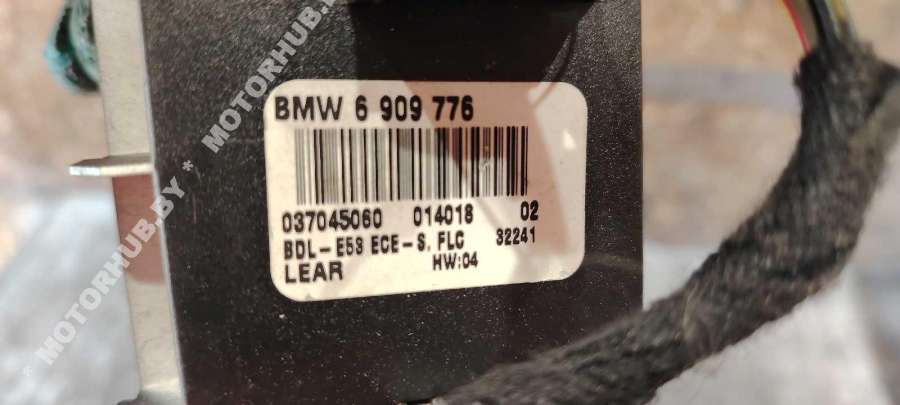 BMW 6 909 776
037045060 014018 02
BDL-E53 ECE-S. FLC 32241
LEAR HW:04
MOTORHUB.BY * MOTORHUB.BY * MOTORHUB